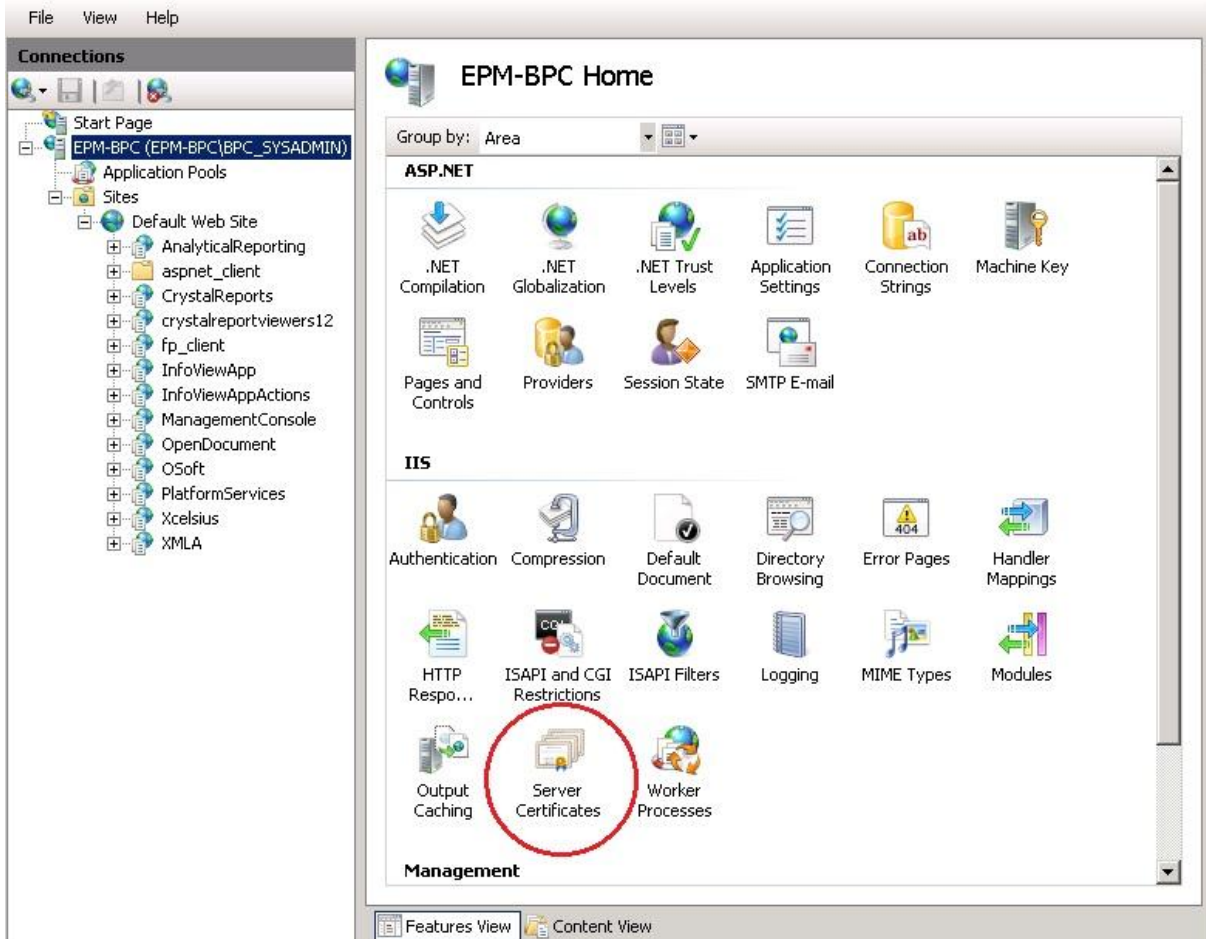 File View Help
Connections
Start Page
EPM-BPC (EPM-BPC\BPC_SYSADMIN)
Application Pools
Sites
Default Web Site
AnalyticalReporting
aspnet_client
CrystalReports
crystalreportviewers12
fp_client
InfoViewApp
InfoViewAppActions
ManagementConsole
OpenDocument
OSoft
PlatformServices
Xcelsius
XMLA
EPM-BPC Home
Group by: Area
ASP.NET
.NET Compilation
.NET Globalization
.NET Trust Levels
Application Settings
Connection Strings
Machine Key
Pages and Controls
Providers
Session State
SMTP E-mail
IIS
Authentication
Compression
Default Document
Directory Browsing
Error Pages
Handler Mappings
HTTP Respo...
ISAPI and CGI Restrictions
ISAPI Filters
Logging
MIME Types
Modules
Output Caching
Server Certificates
Worker Processes
Management
Features View
Content View
ab
404
CGI